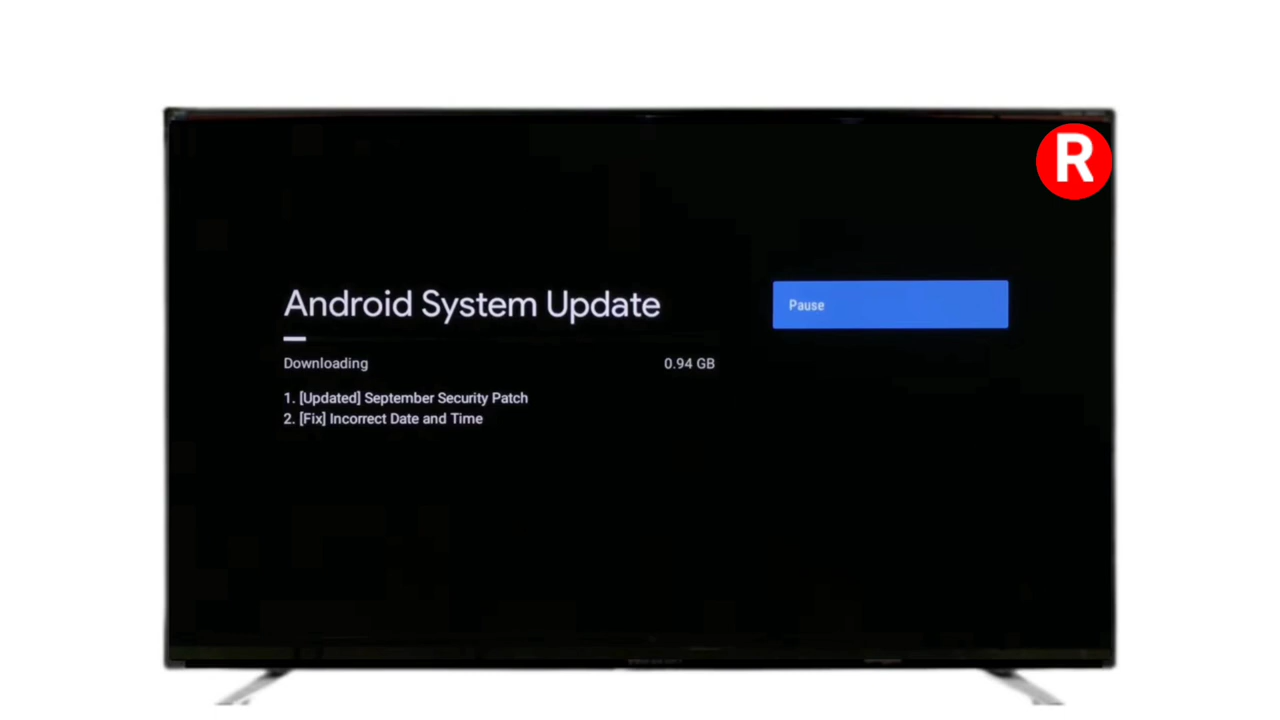 R
Android System Update
Pause
Downloading 0.94 GB
1. [Updated] September Security Patch
2. [Fix] Incorrect Date and Time